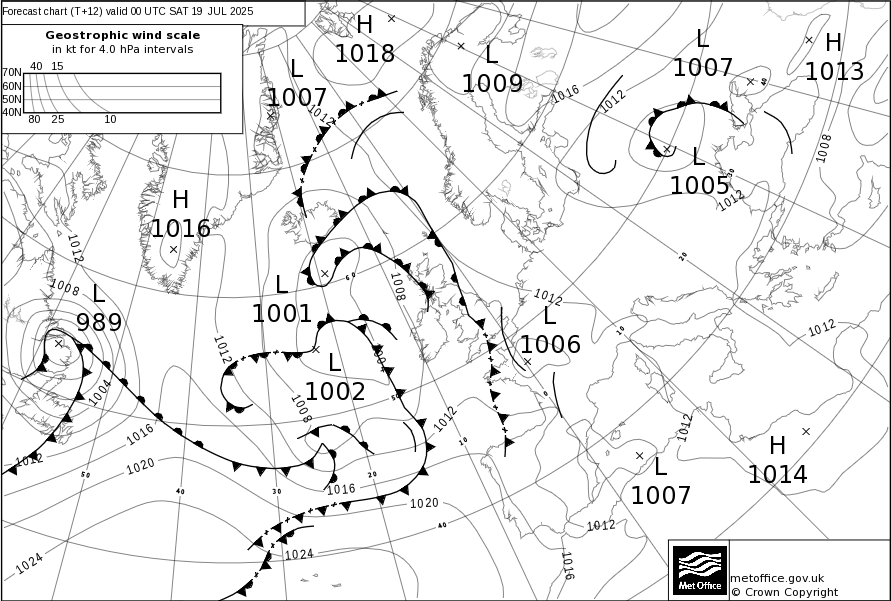 Forecast chart (T+12) valid 00 UTC SAT 19 JUL 2025
Geostrophic wind scale
in kt for 4.0 hPa intervals
40 15
70N
60N
50N
40N
80 25 10
H
1018
L
1007
L
1009
L
1007
H
1013
1016
1012
1012
40
1008
L
1005
30
1012
H
1016
1012
20
1008
L
989
L
1001
60
1008
1012
1012
L
1006
10
1012
L
1002
1004
50
0
1008
1012
1012
1016
10
H
1014
1012
1020
50
40
30
20
1016
L
1007
1020
40
1012
1024
1024
1016
Met Office
metoffice.gov.uk
© Crown Copyright